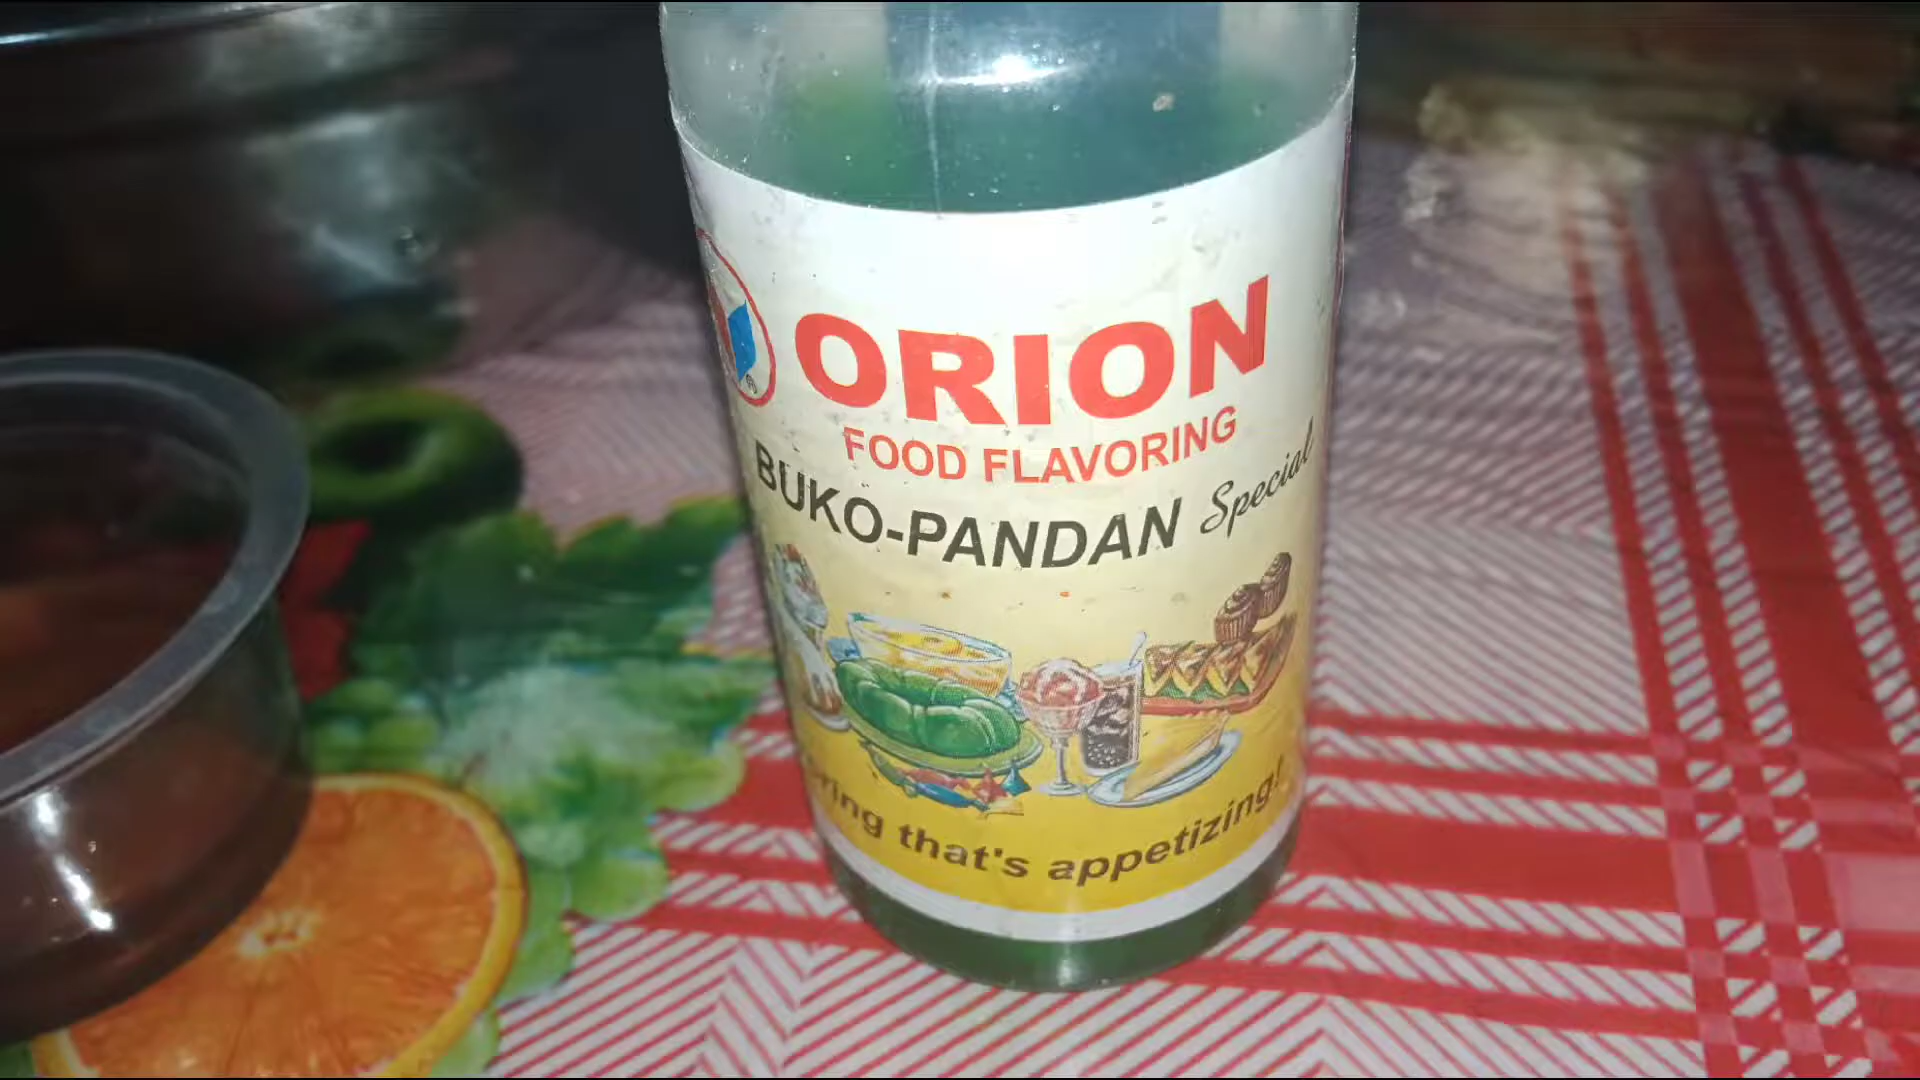 ORION
FOOD FLAVORING
BUKO-PANDAN Special
that's appetizing!
®